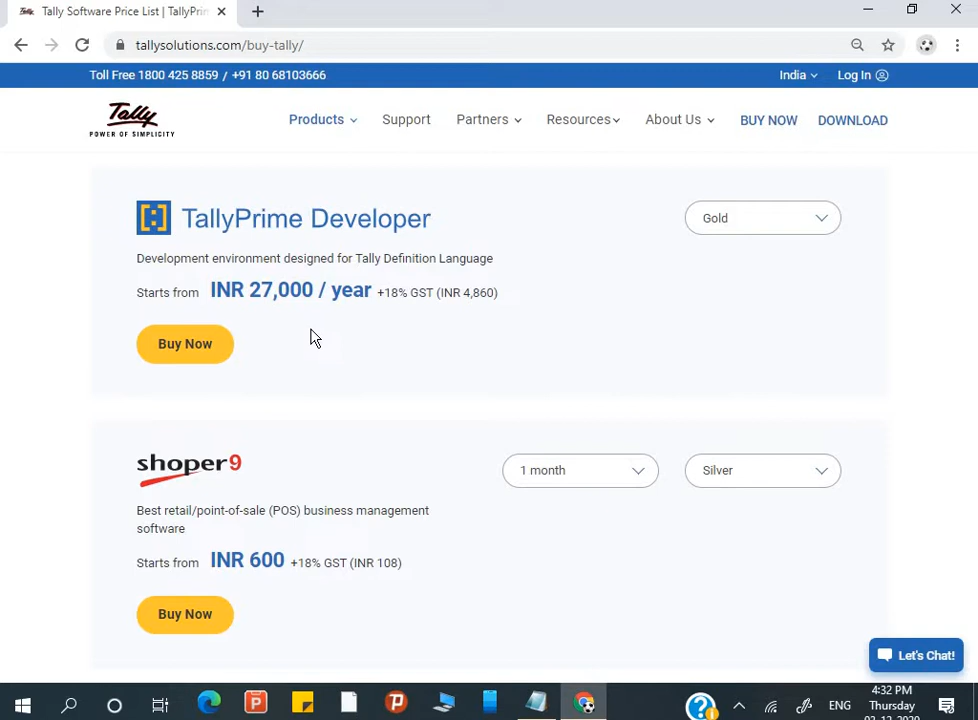 Tally Software Price List | TallyPrim
tallysolutions.com/buy-tally/
Toll Free 1800 425 8859 / +91 80 68103666
India
Log In
Tally
POWER OF SIMPLICITY
Products
Support
Partners
Resources
About Us
BUY NOW
DOWNLOAD
TallyPrime Developer
Gold
Development environment designed for Tally Definition Language
Starts from INR 27,000 / year +18% GST (INR 4,860)
Buy Now
shoper9
1 month
Silver
Best retail/point-of-sale (POS) business management
software
Starts from INR 600 +18% GST (INR 108)
Buy Now
Let's Chat!
ENG
4:32 PM
Thursday